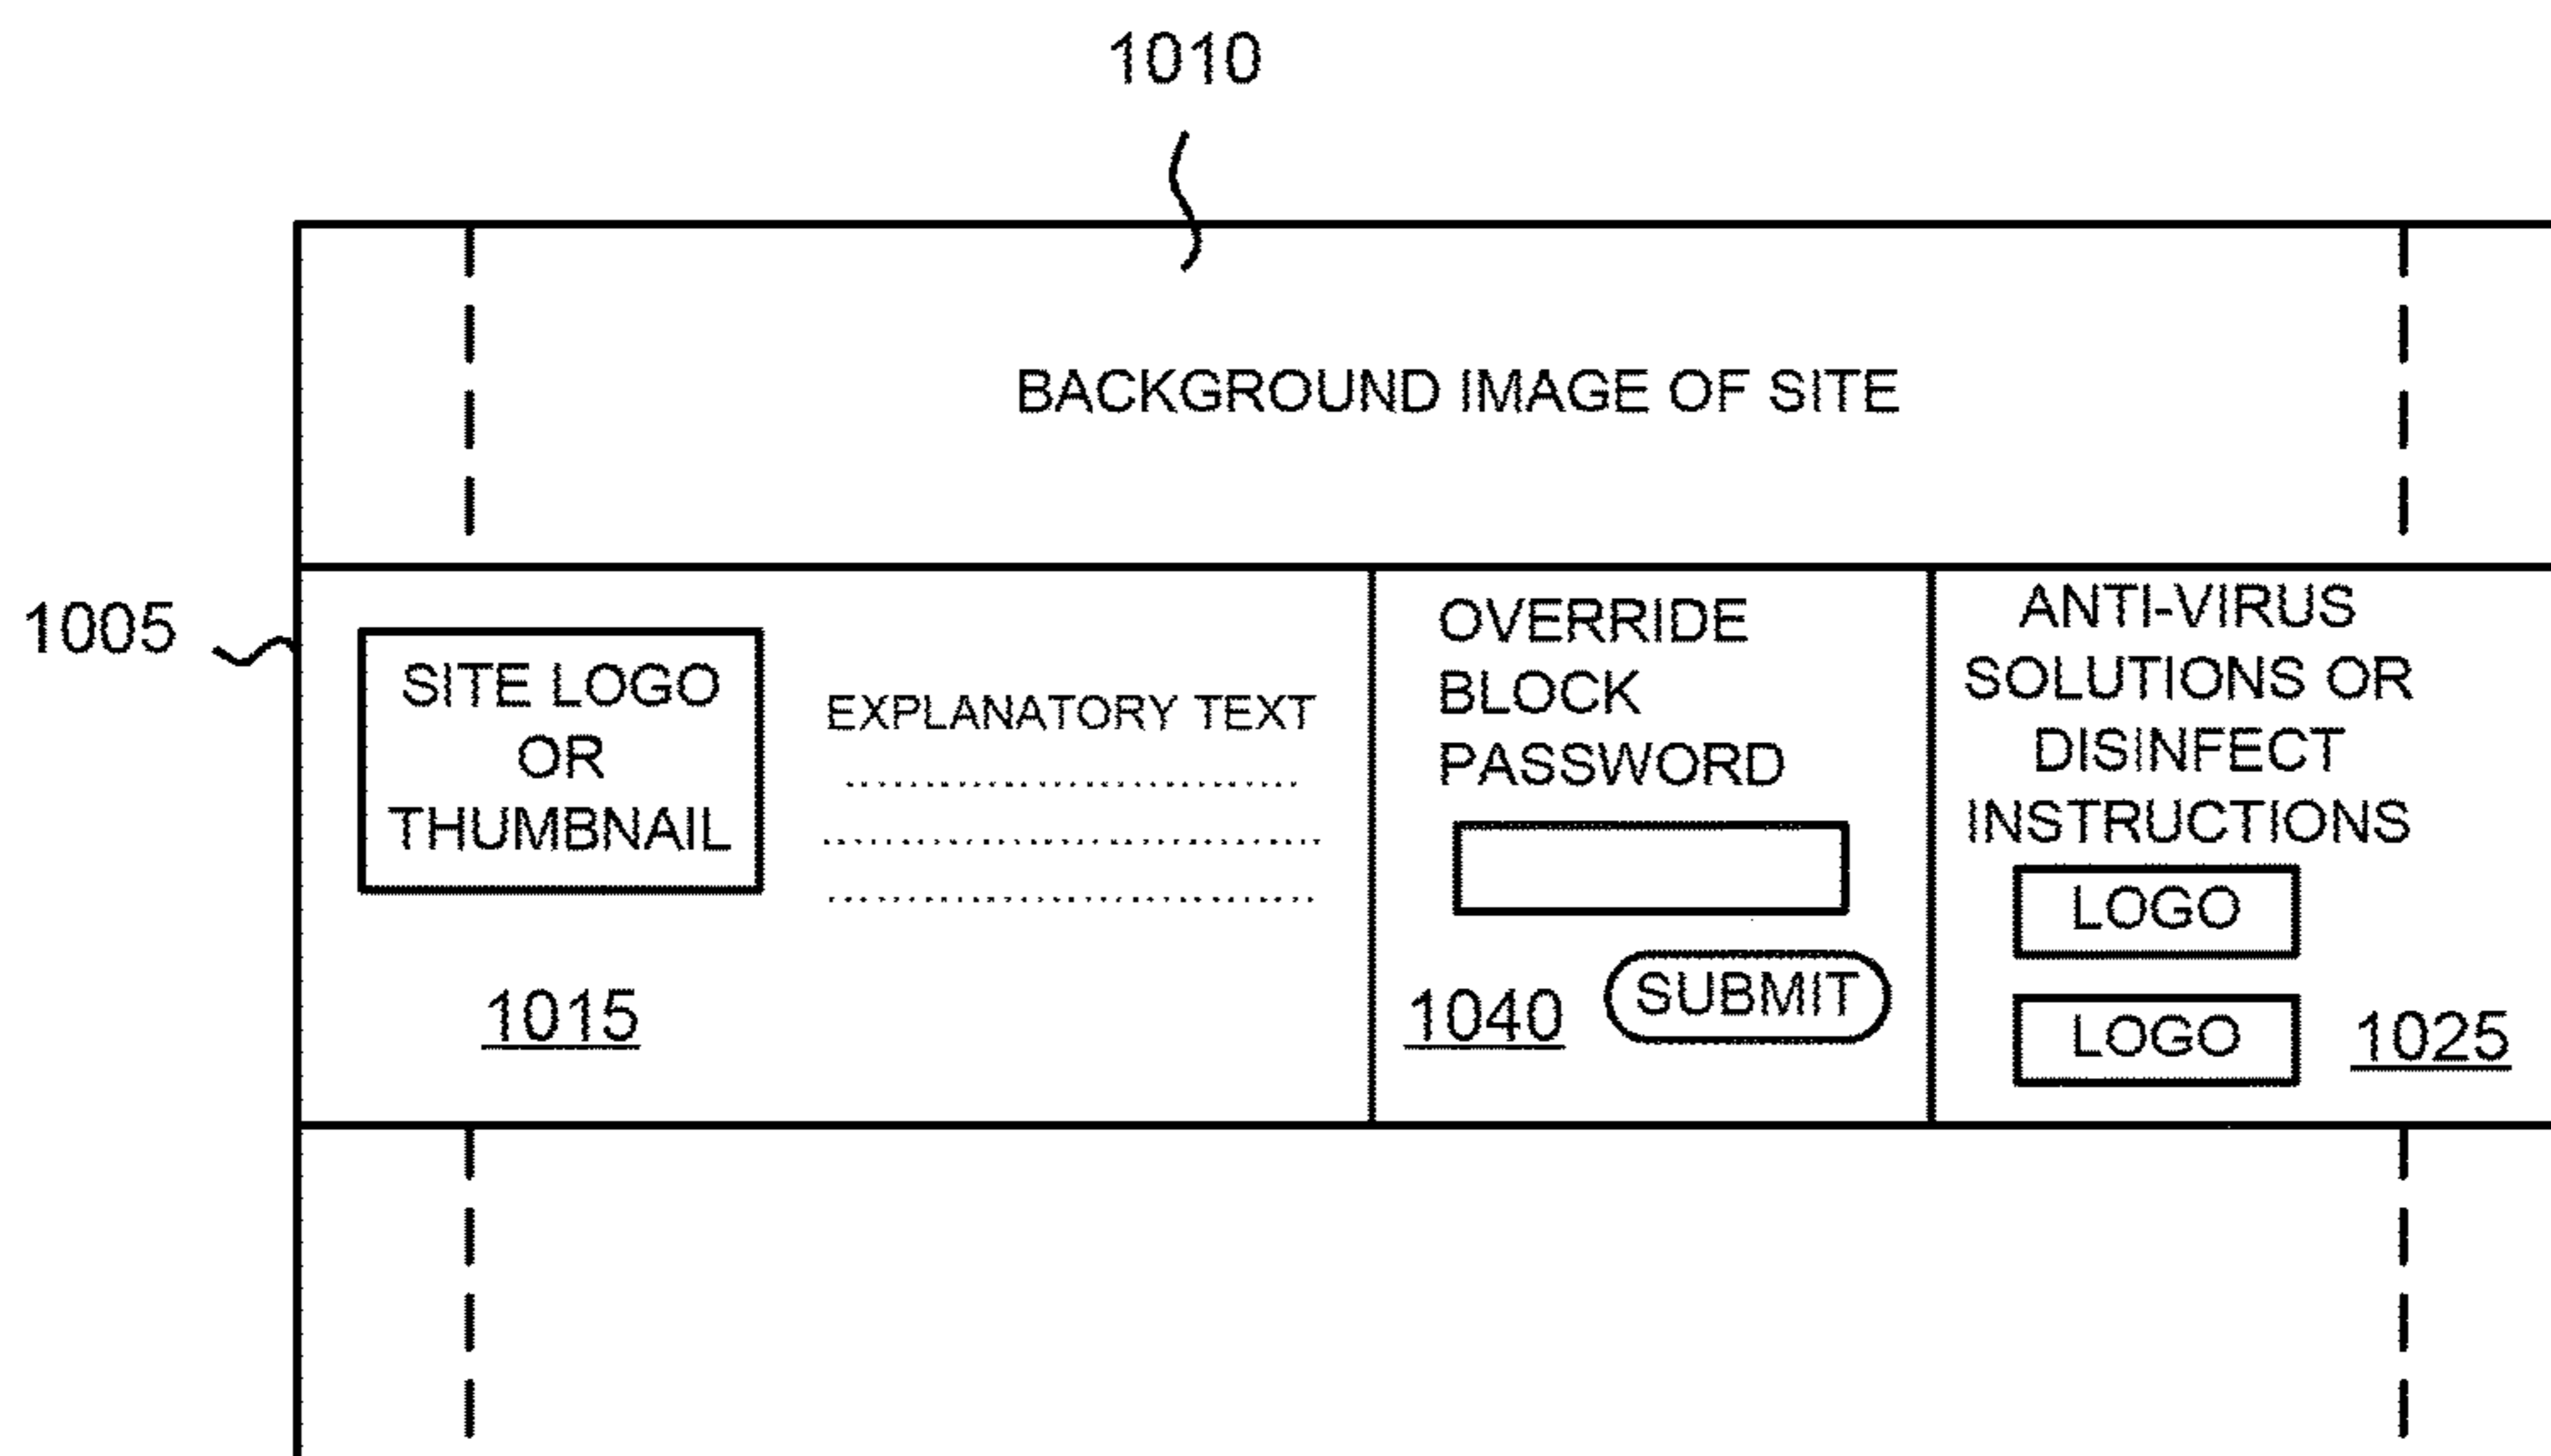 1010
BACKGROUND IMAGE OF SITE
1005
SITE LOGO
OR
THUMBNAIL
EXPLANATORY TEXT
1015
OVERRIDE
BLOCK
PASSWORD
SUBMIT
1040
ANTI-VIRUS
SOLUTIONS OR
DISINFECT
INSTRUCTIONS
LOGO
LOGO
1025